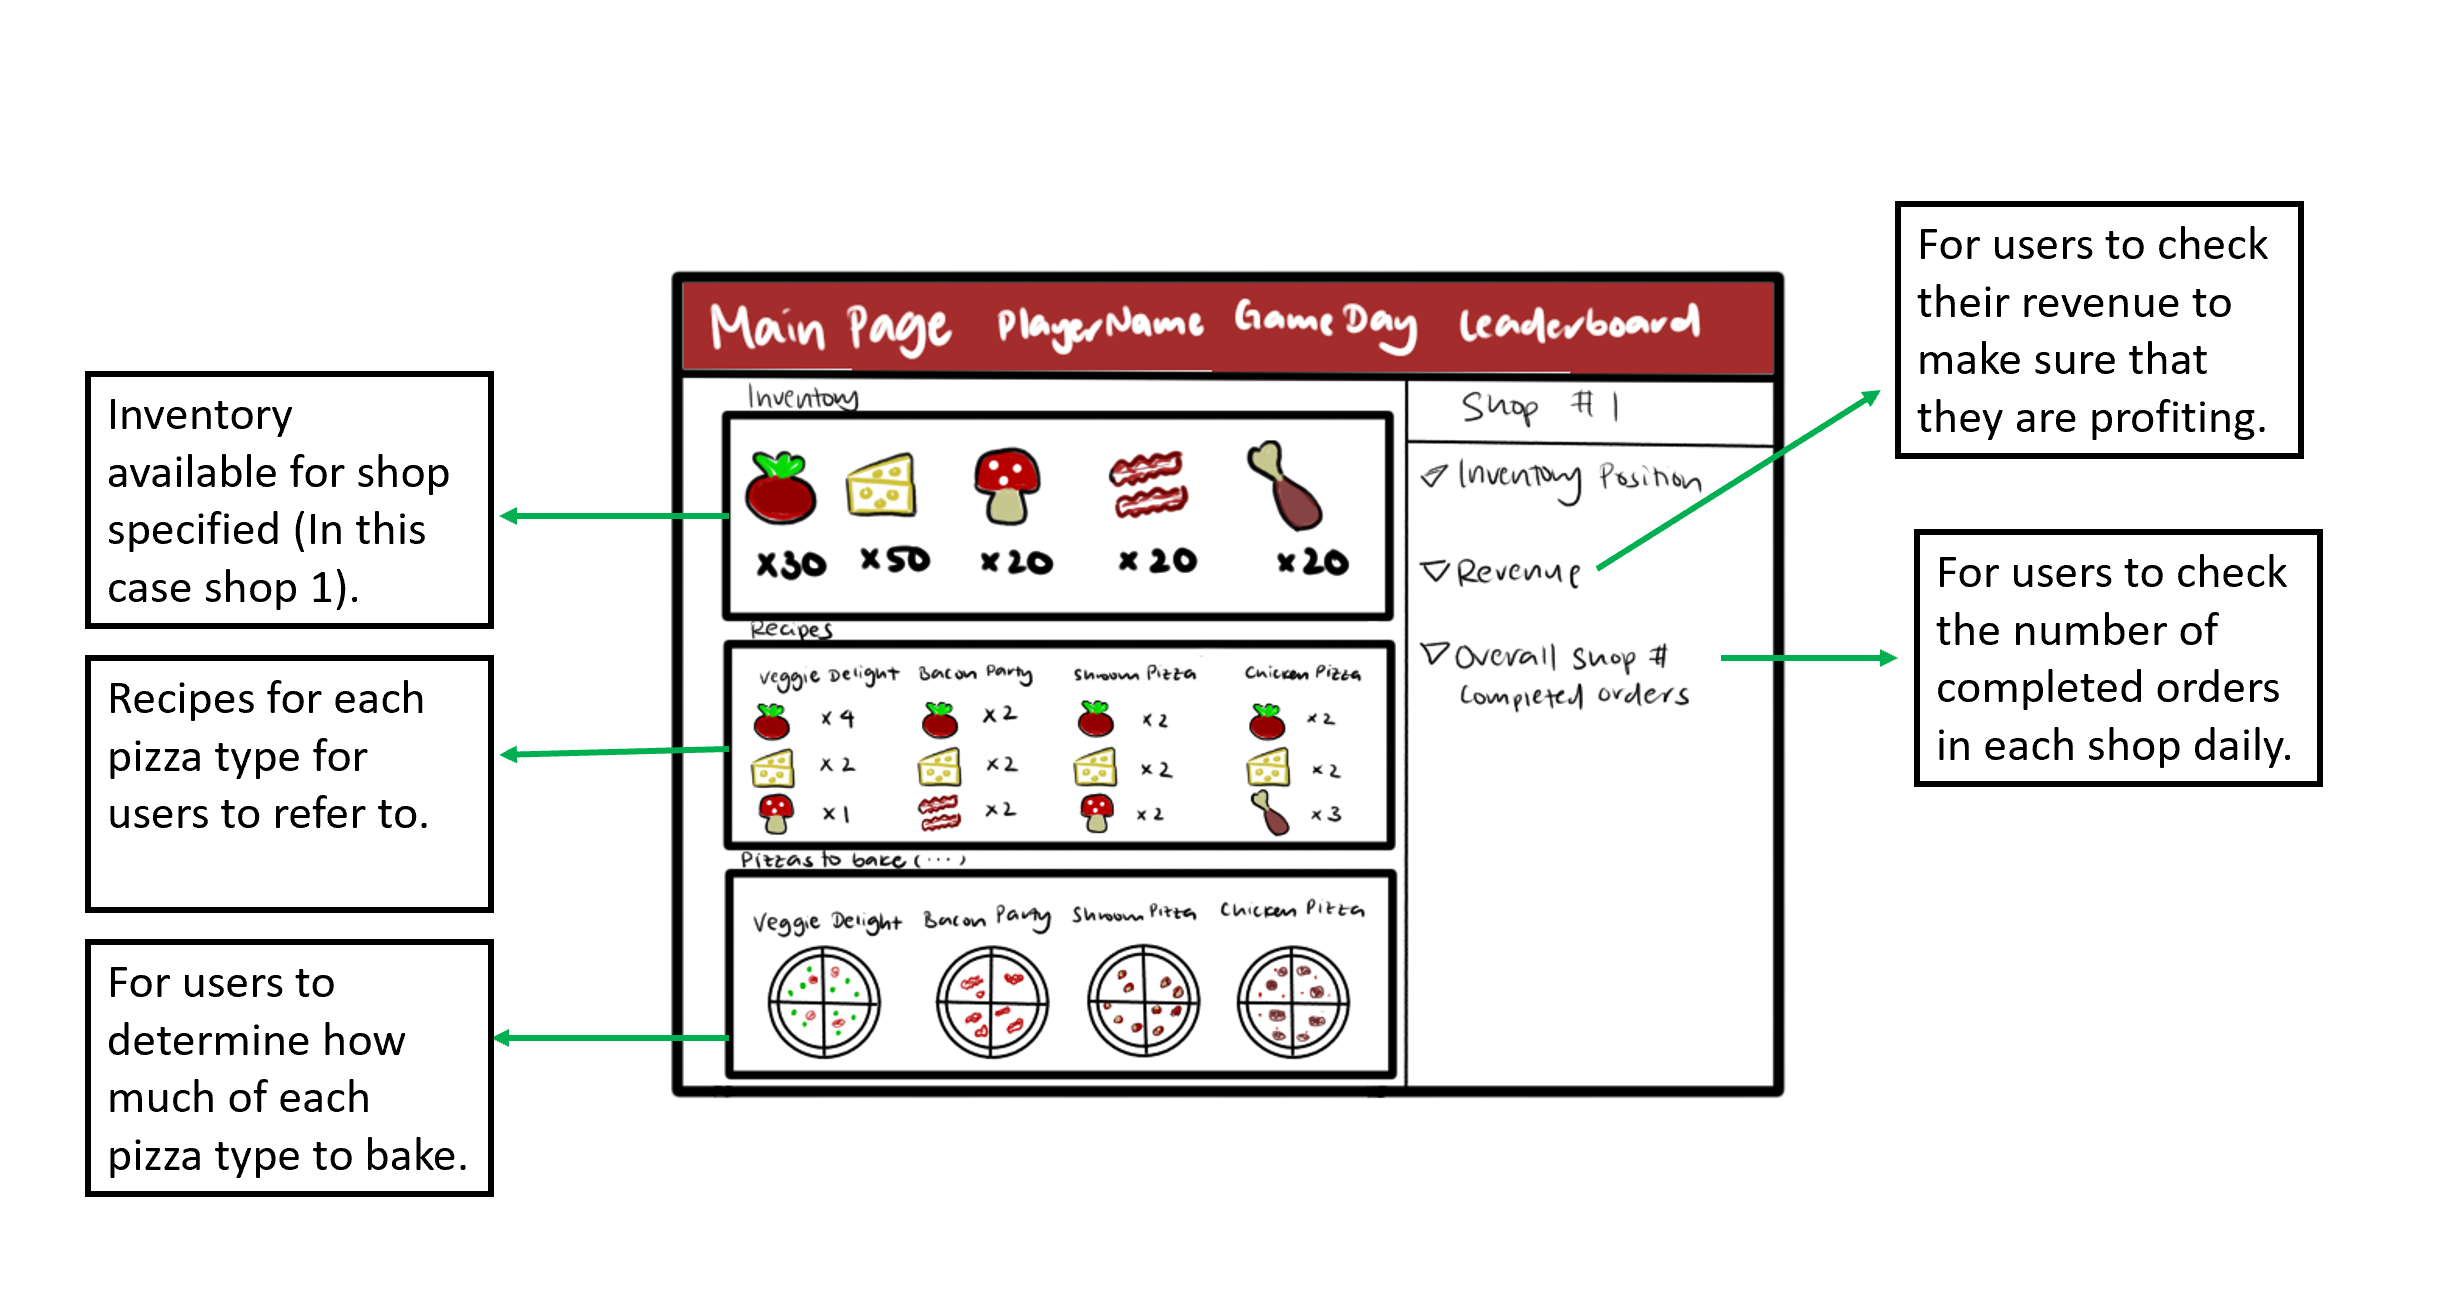 Main Page PlayerName Game Day Leaderboard
Inventory
x30 x50 x20 x20 x20
Recipes
Veggie Delight Bacon Party Shroom Pizza Chicken Pizza
x4 x2 x2 x2
x2 x2 x2 x2
x1 x2 x2 x3
Pizzas to bake (....)
Veggie Delight Bacon Party Shroom Pizza Chicken Pizza
Shop #1
Inventory Position
Revenue
Overall Shop #
Completed orders
Inventory
available for shop
specified (In this
case shop 1).
Recipes for each
pizza type for
users to refer to.
For users to
determine how
much of each
pizza type to bake.
For users to check
their revenue to
make sure that
they are profiting.
For users to check
the number of
completed orders
in each shop daily.